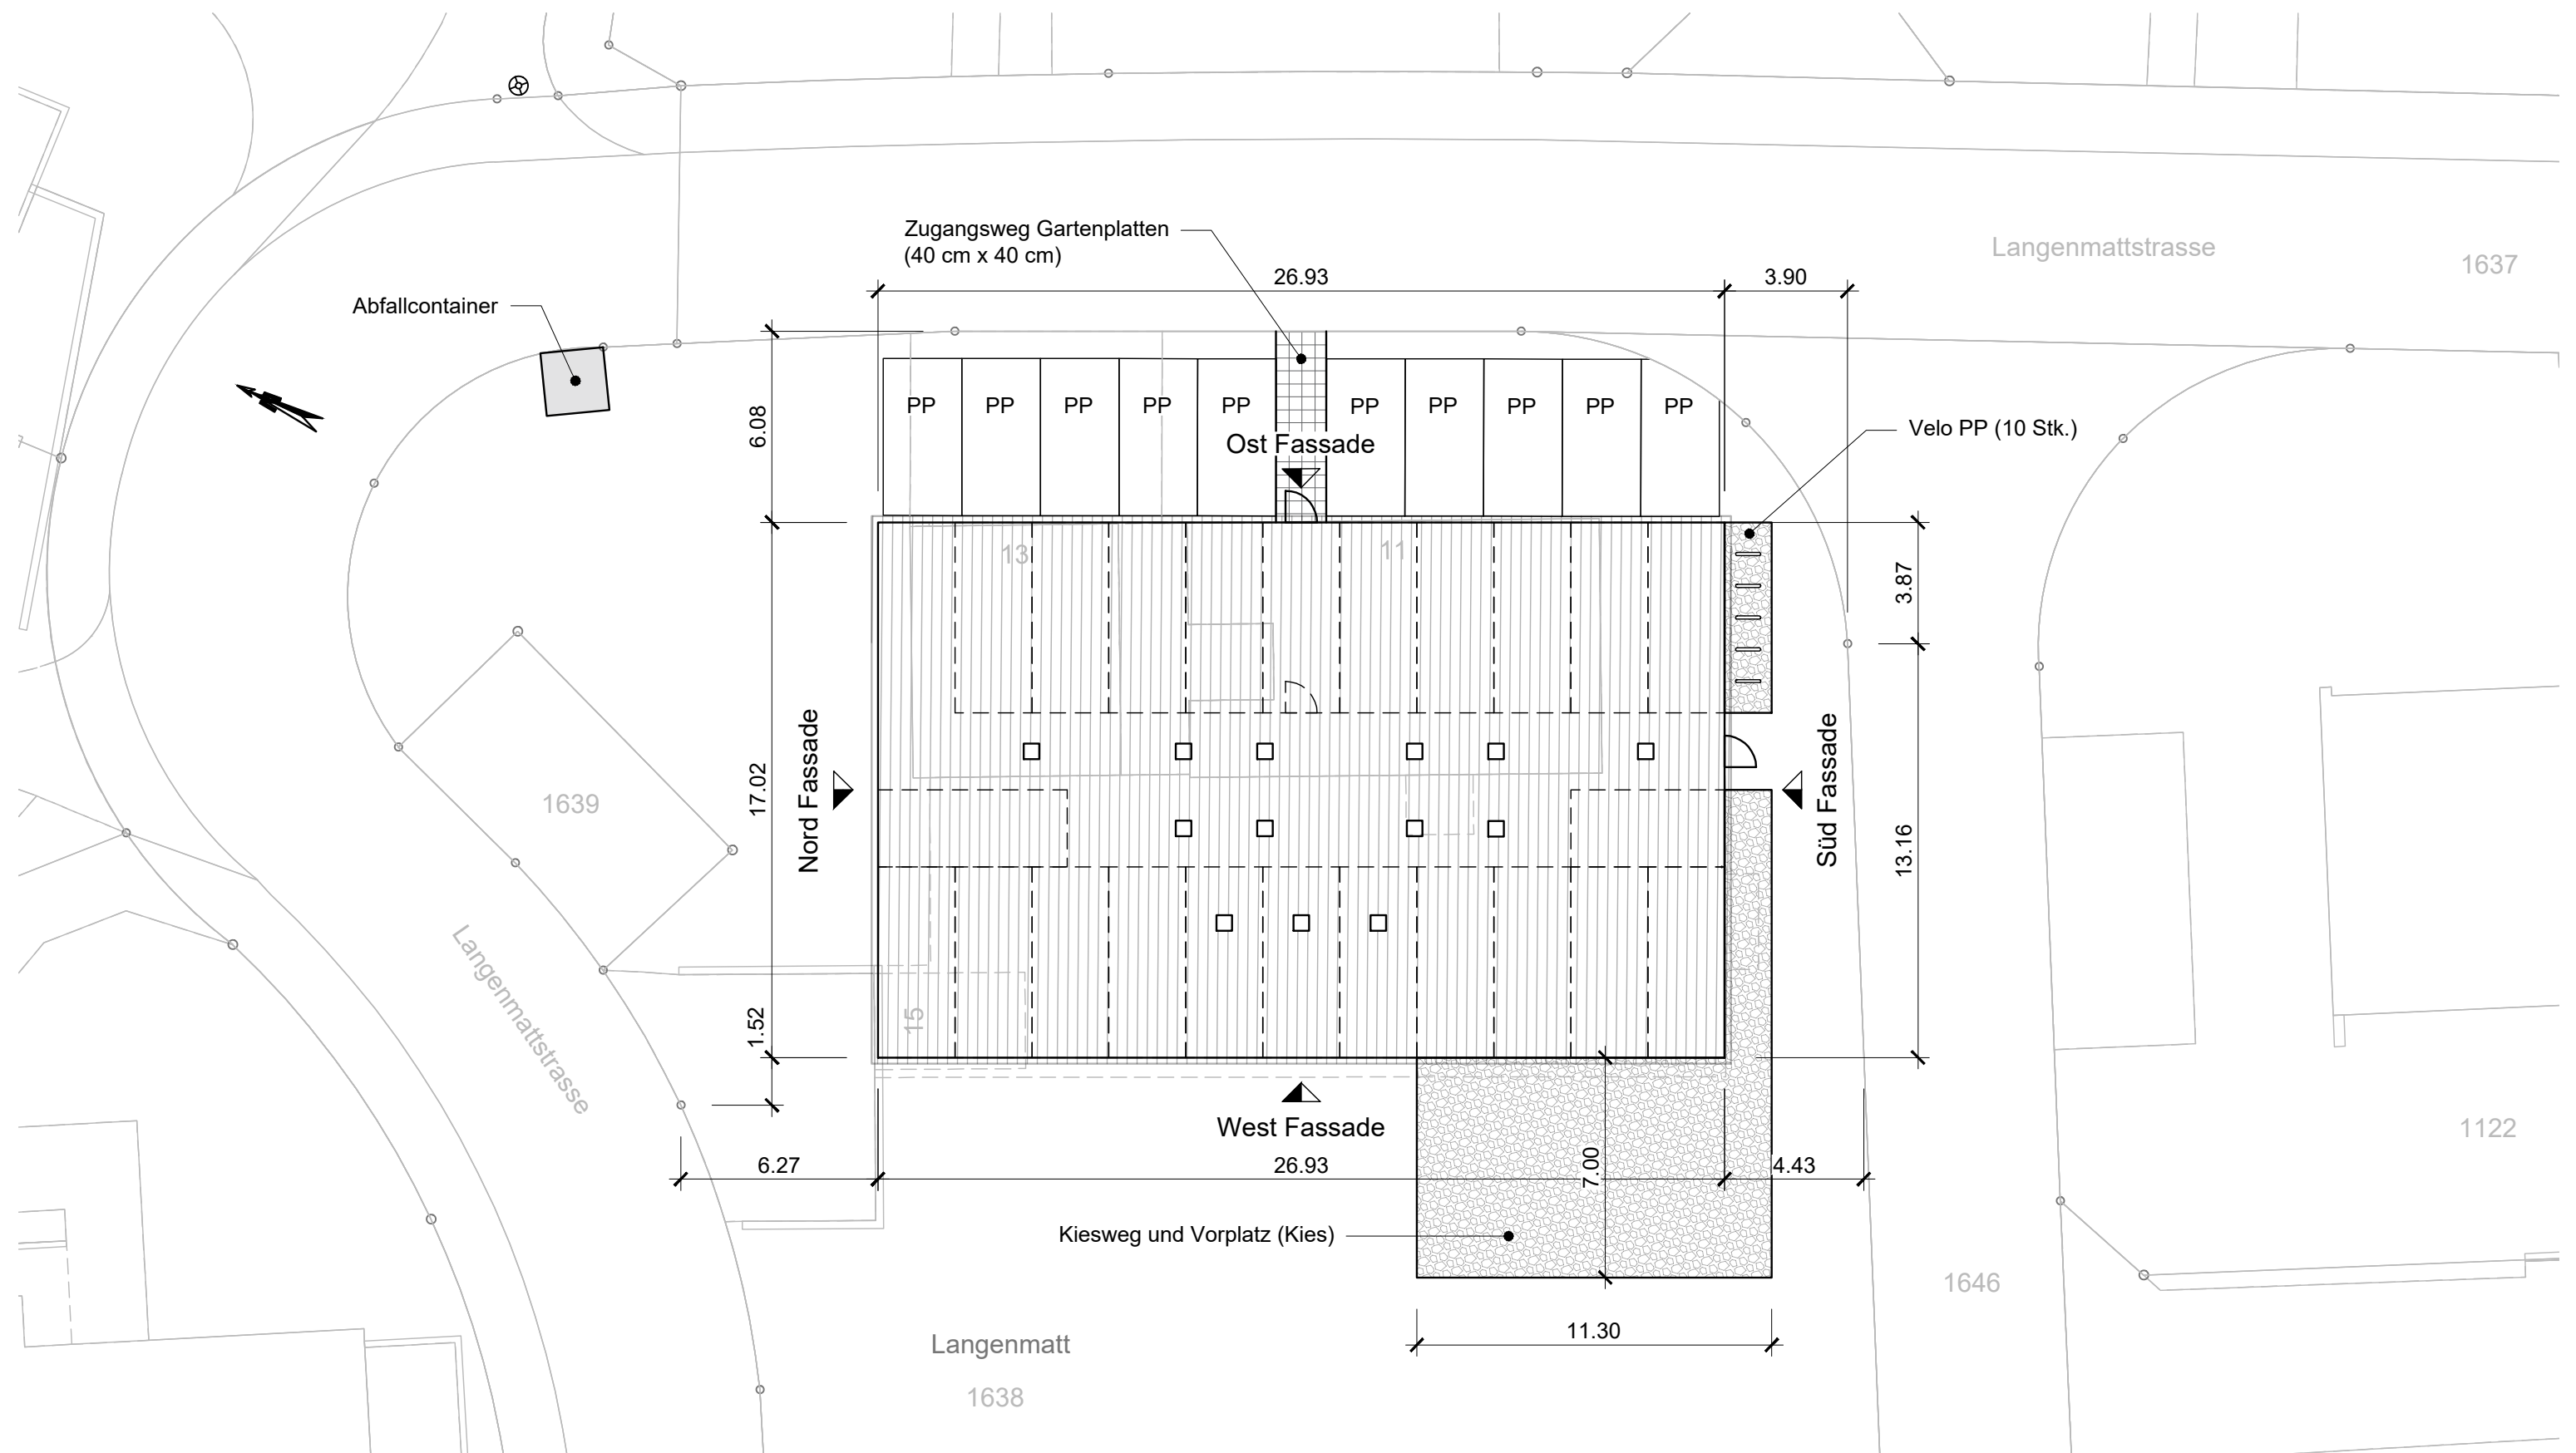 Zugangsweg Gartenplatten
(40 cm x 40 cm)
Langenmattstrasse
1637
26.93
3.90
Abfallcontainer
PP
PP
PP
PP
PP
PP
PP
PP
PP
PP
6.08
Velo PP (10 Stk.)
Ost Fassade
13
11
3.87
Nord Fassade
17.02
Süd Fassade
1639
13.16
Langenmattstrasse
15
1.52
West Fassade
1122
6.27
26.93
7.00
4.43
Kiesweg und Vorplatz (Kies)
1646
11.30
Langenmatt
1638